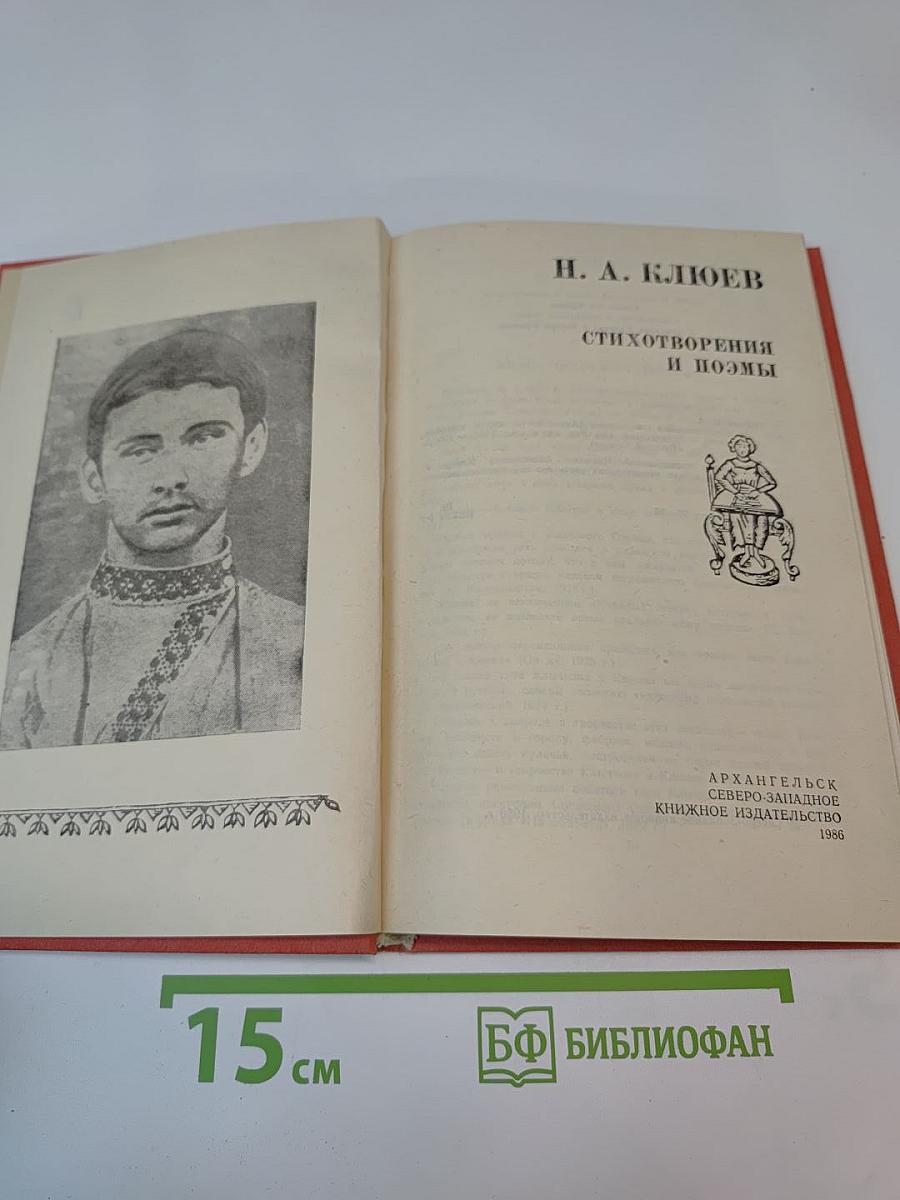 Н. А. КЛЮЕВ
СТИХОТВОРЕНИЯ
И ПОЭМЫ
АРХАНГЕЛЬСК
СЕВЕРО-ЗАПАДНОЕ
КНИЖНОЕ ИЗДАТЕЛЬСТВО
1986
15 см
БФ БИБЛИОФАН